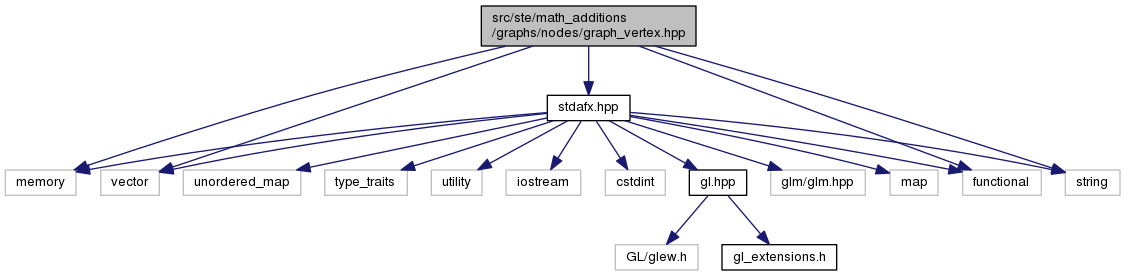 src/ste/math_additions
/graphs/nodes/graph_vertex.hpp
stdafx.hpp
memory
vector
unordered_map
type_traits
utility
iostream
cstdint
gl.hpp
glm/glm.hpp
map
functional
string
GL/glew.h
gl_extensions.h